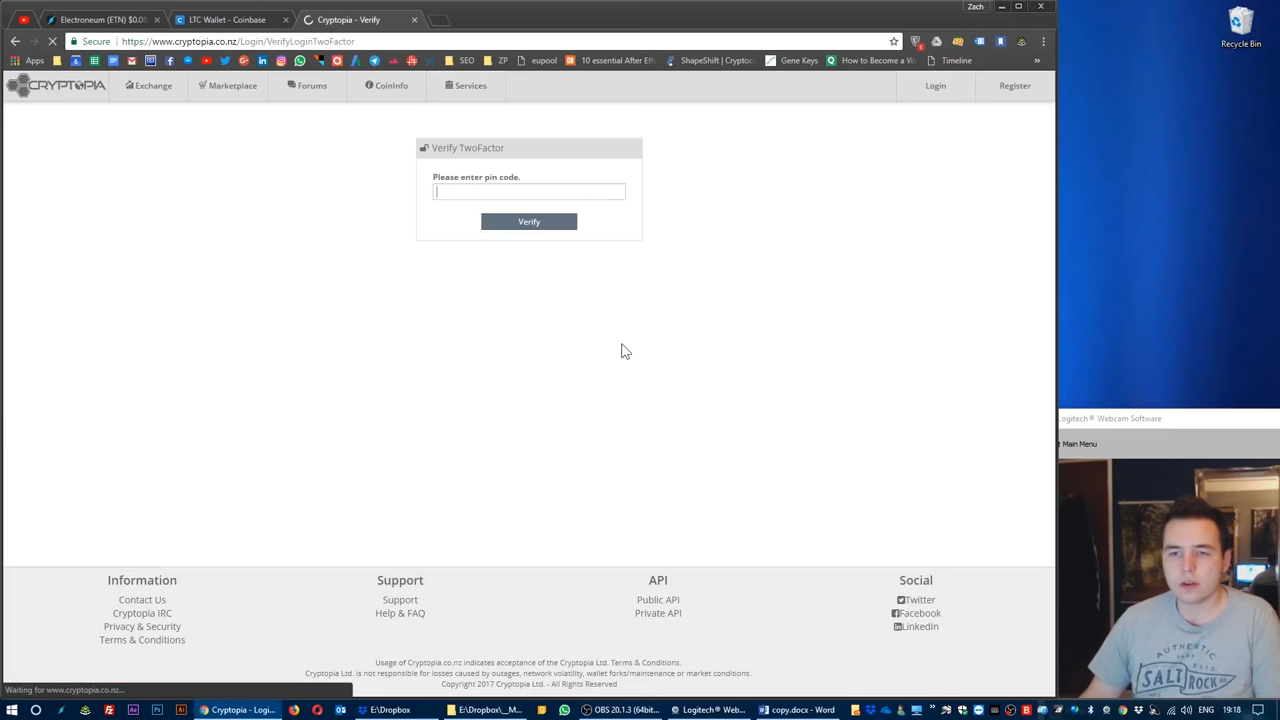 Zach
Electroneum (ETN) $0.08
LTC Wallet - Coinbase
Cryptopia - Verify
Secure
https://www.cryptopia.co.nz/Login/VerifyLoginTwoFactor
Apps
SEO
ZP
eupool
10 essential After Eff
ShapeShift | Cryptoc
Gene Keys
How to Become a W
Timeline
»
CRYPTOPIA
Exchange
Marketplace
Forums
CoinInfo
Services
Login
Register
Verify TwoFactor
Please enter pin code.
Verify
Recycle Bin
Logitech® Webcam Software
Main Menu
AUTHENTIC
SALT ROCK
Information
Support
API
Social
Contact Us
Support
Public API
Twitter
Cryptopia IRC
Help & FAQ
Private API
Facebook
Privacy & Security
LinkedIn
Terms & Conditions
Usage of Cryptopia.co.nz indicates acceptance of the Cryptopia Ltd. Terms & Conditions.
Cryptopia Ltd. is not responsible for losses caused by outages, network volatility, wallet forks/maintenance or market conditions.
Copyright 2017 Cryptopia Ltd. - All Rights Reserved
Waiting for www.cryptopia.co.nz...
Cryptopia - Logi...
E:\Dropbox
E:\Dropbox\__M...
OBS 20.1.3 (64bit...
Logitech® Web...
copy.docx - Word
ENG
19:18